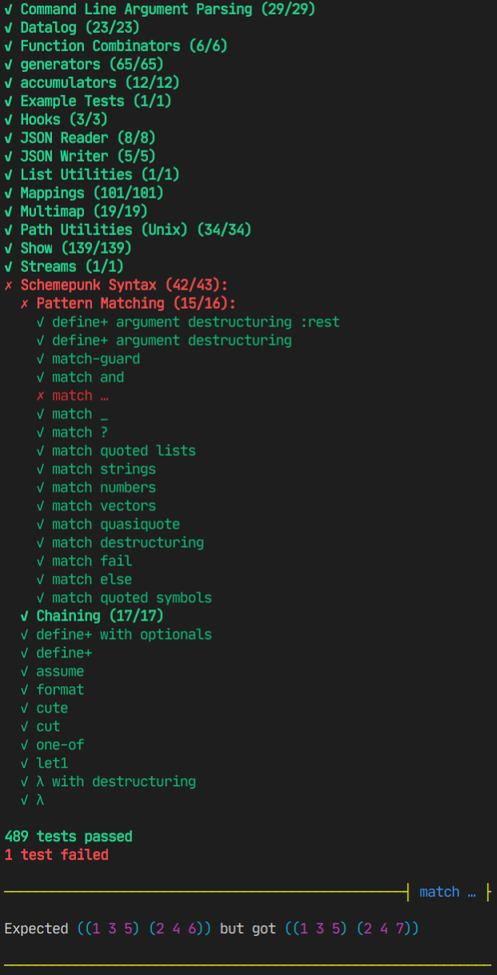 √ Command Line Argument Parsing (29/29)
√ Datalog (23/23)
√ Function Combinators (6/6)
√ generators (65/65)
√ accumulators (12/12)
√ Example Tests (1/1)
√ Hooks (3/3)
√ JSON Reader (8/8)
√ JSON Writer (5/5)
√ List Utilities (1/1)
√ Mappings (101/101)
√ Multimap (19/19)
√ Path Utilities (Unix) (34/34)
√ Show (139/139)
√ Streams (1/1)
✗ Schemepunk Syntax (42/43):
✗ Pattern Matching (15/16):
√ define+ argument destructuring :rest
√ define+ argument destructuring
√ match-guard
√ match and
✗ match …
√ match _
√ match ?
√ match quoted lists
√ match strings
√ match numbers
√ match vectors
√ match quasiquote
√ match destructuring
√ match fail
√ match else
√ match quoted symbols
√ Chaining (17/17)
√ define+ with optionals
√ define+
√ assume
√ format
√ cute
√ cut
√ one-of
√ let1
√ λ with destructuring
√ λ
489 tests passed
1 test failed
match …
Expected ((1 3 5) (2 4 6)) but got ((1 3 5) (2 4 7))